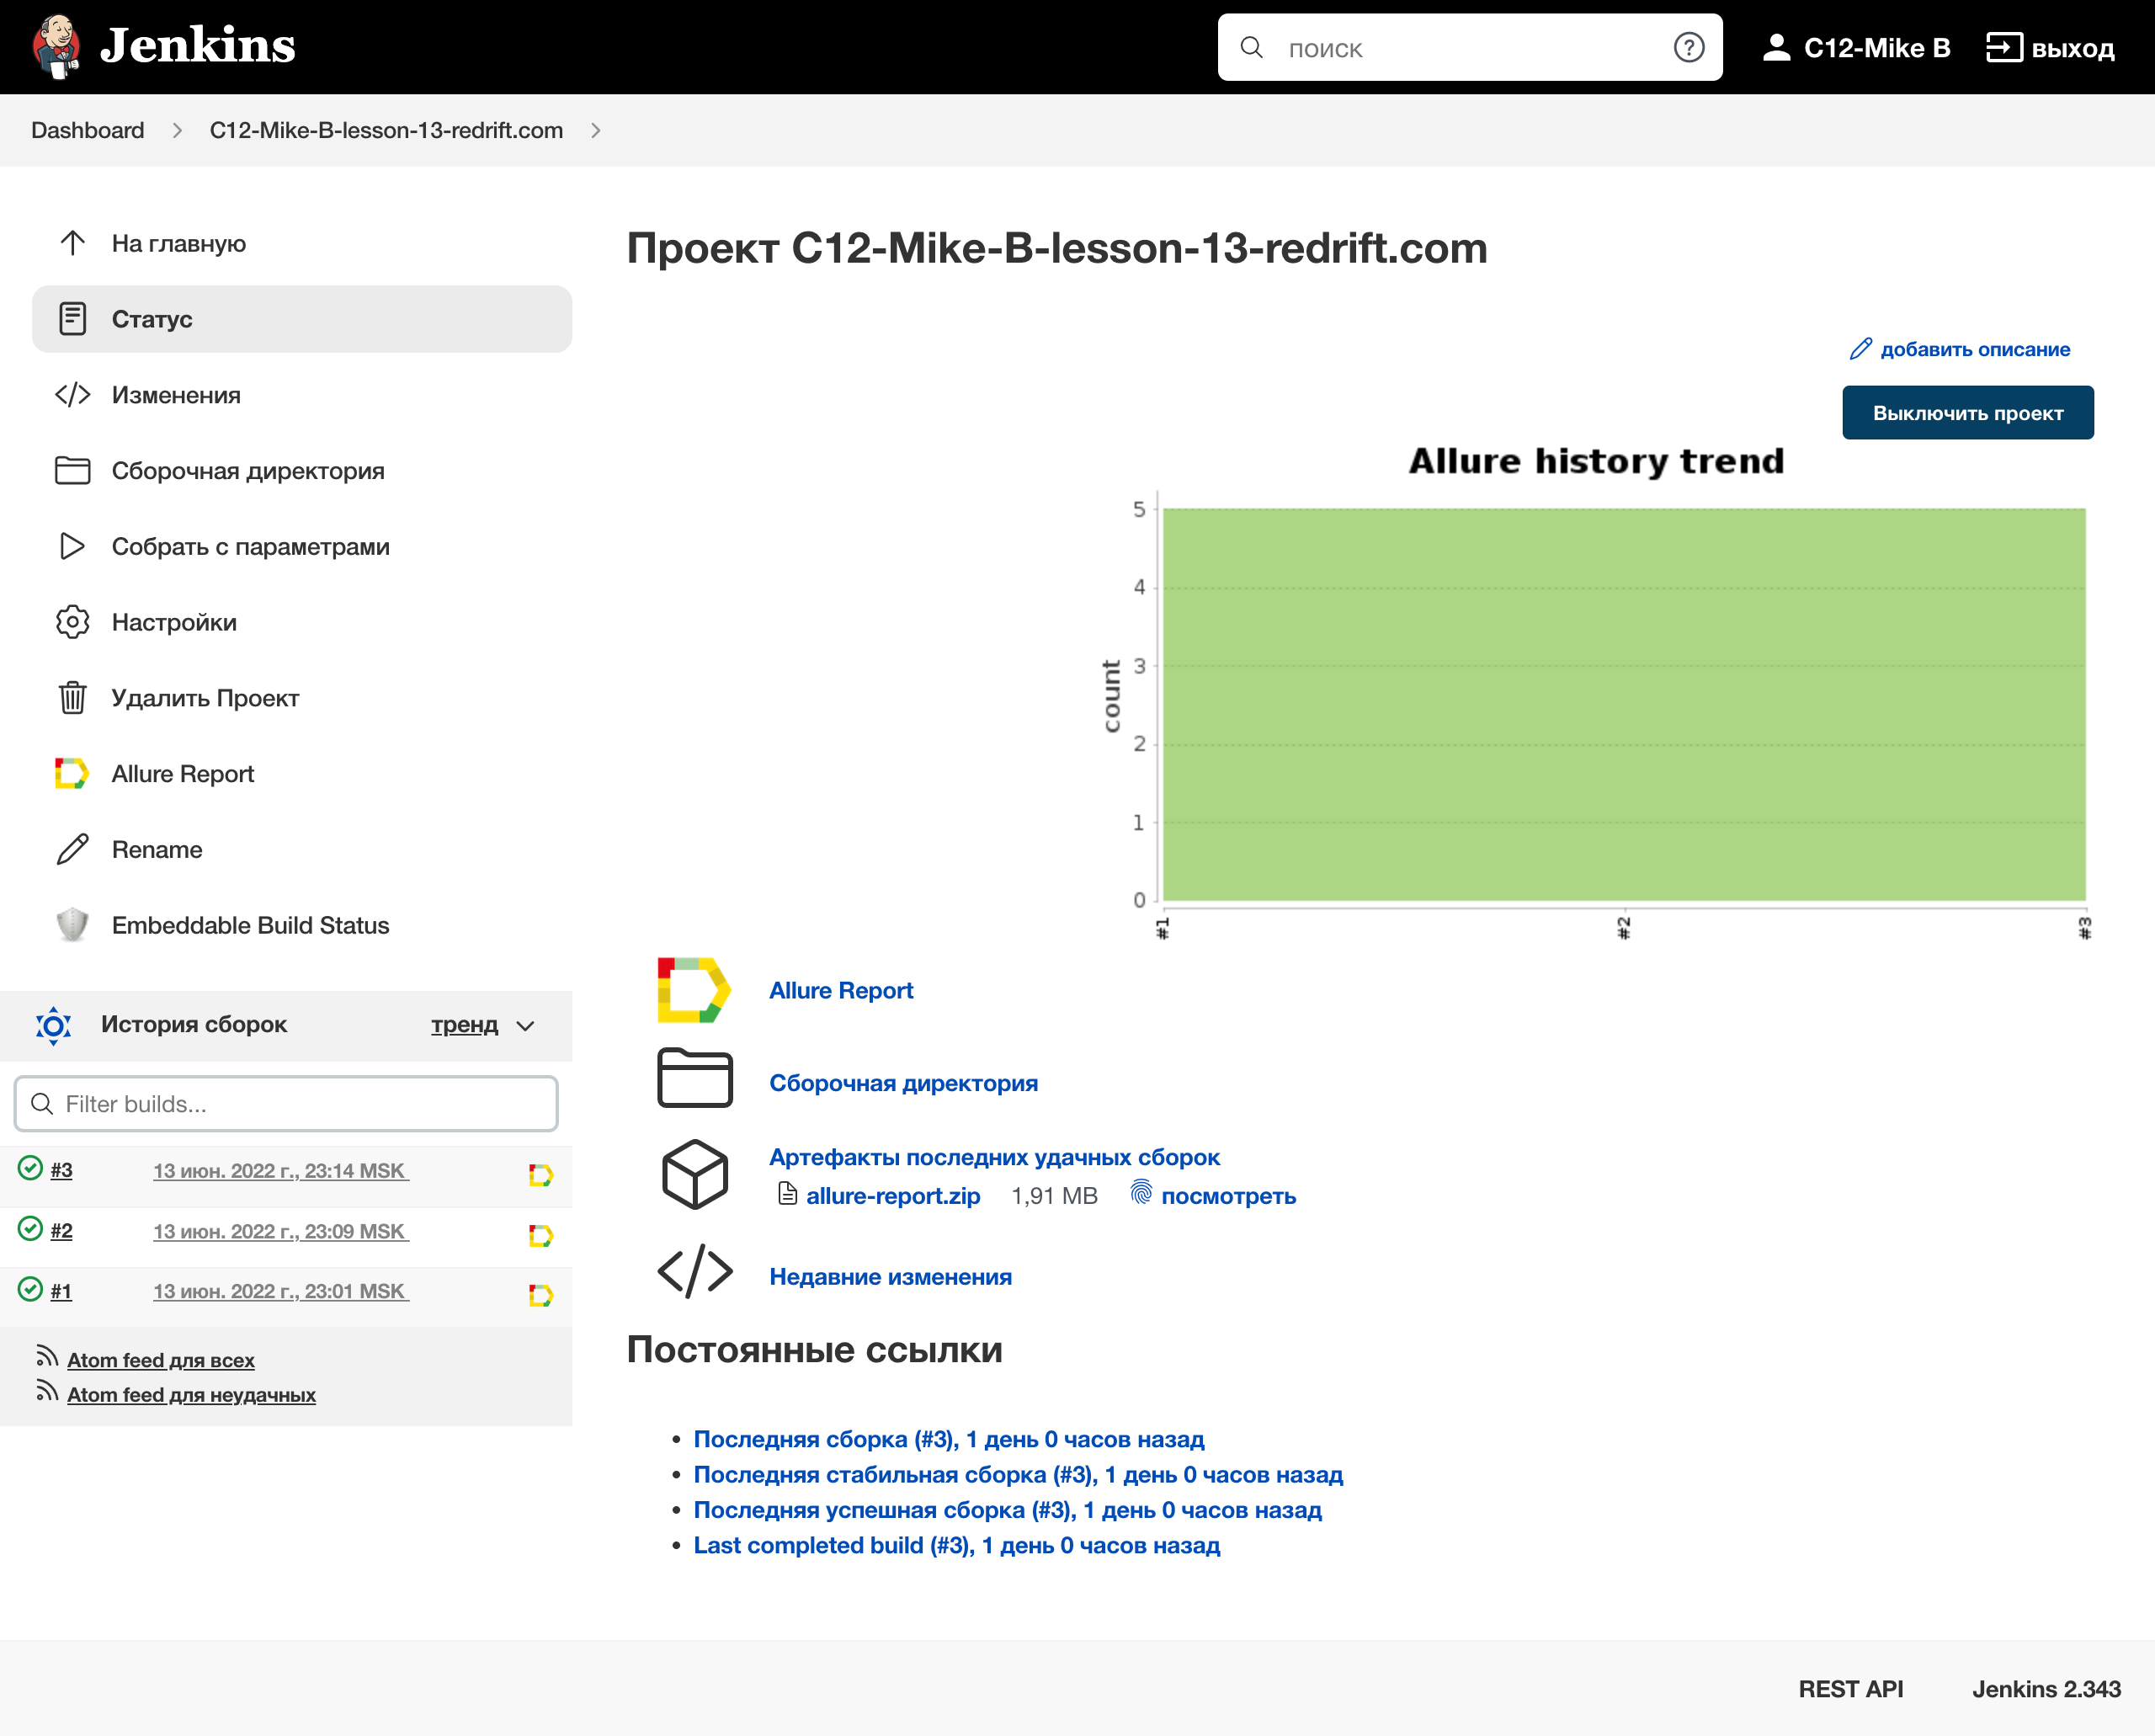 Jenkins
поиск
C12-Mike B
выход
Dashboard
C12-Mike-B-lesson-13-redrift.com
На главную
Статус
Изменения
Сборочная директория
Собрать с параметрами
Настройки
Удалить Проект
Allure Report
Rename
Embeddable Build Status
История сборок
тренд
Filter builds...
#3 13 июн. 2022 г., 23:14 MSK
#2 13 июн. 2022 г., 23:09 MSK
#1 13 июн. 2022 г., 23:01 MSK
Atom feed для всех
Atom feed для неудачных
Проект C12-Mike-B-lesson-13-redrift.com
добавить описание
Выключить проект
Allure history trend
5
4
3
2
1
0
count
#1
#2
#3
Allure Report
Сборочная директория
Артефакты последних удачных сборок
allure-report.zip 1,91 MB посмотреть
Недавние изменения
Постоянные ссылки
Последняя сборка (#3), 1 день 0 часов назад
Последняя стабильная сборка (#3), 1 день 0 часов назад
Последняя успешная сборка (#3), 1 день 0 часов назад
Last completed build (#3), 1 день 0 часов назад
REST API
Jenkins 2.343